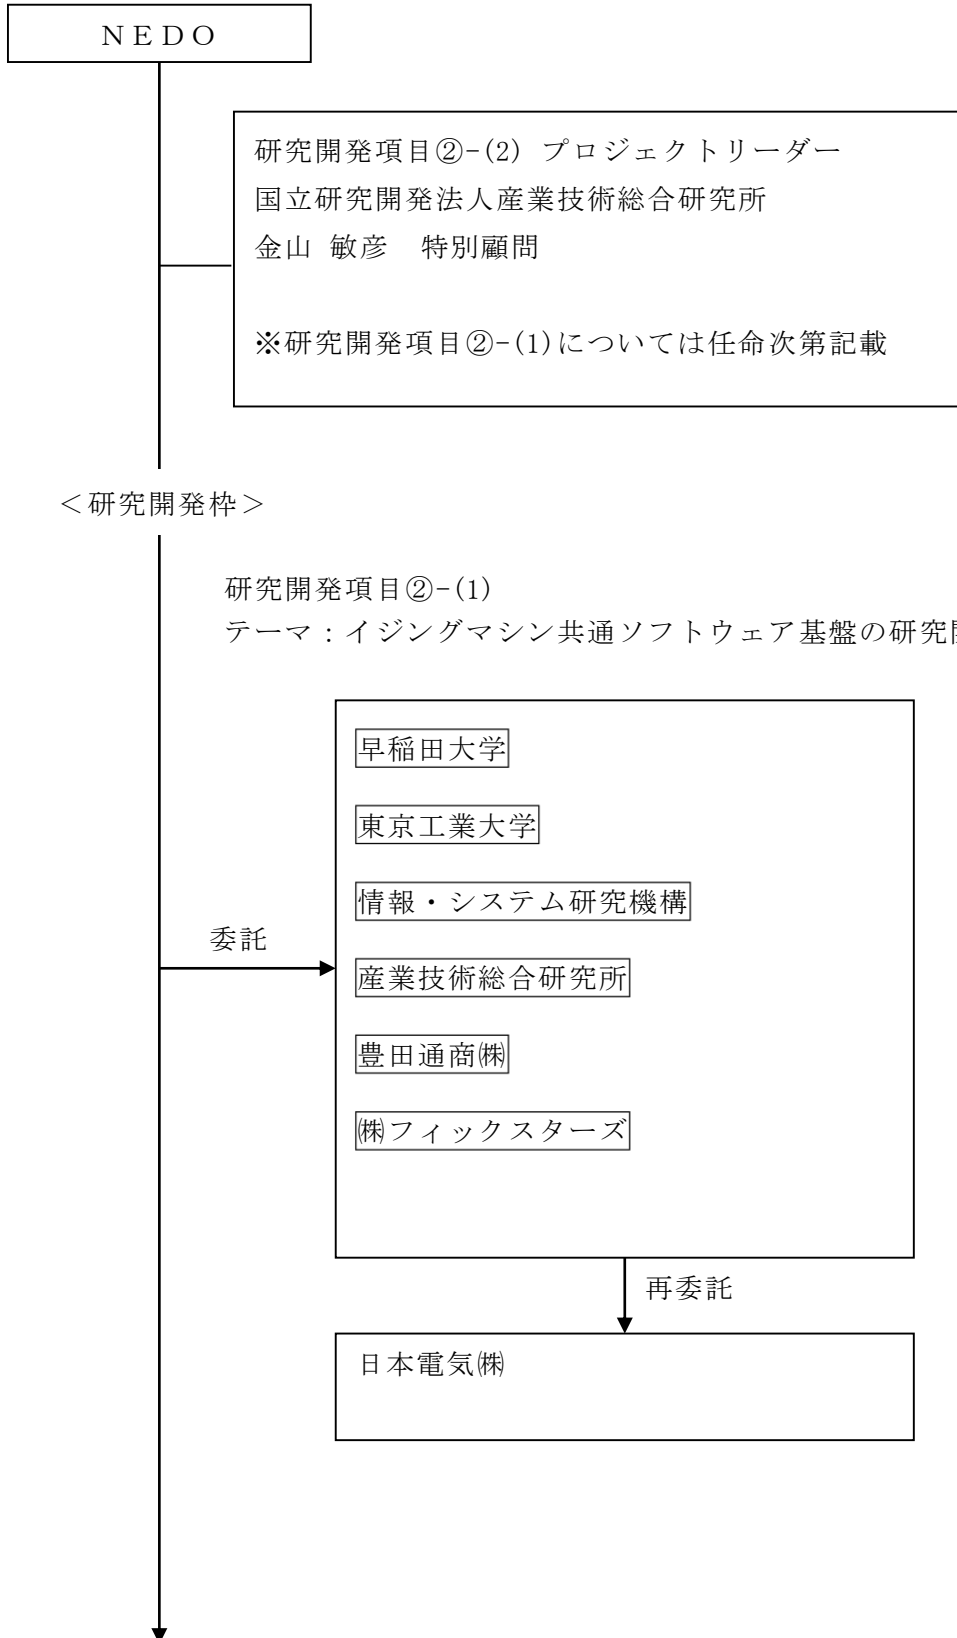 ＮＥＤＯ
研究開発項目②-(2) プロジェクトリーダー
国立研究開発法人産業技術総合研究所
金山 敏彦　特別顧問
※研究開発項目②-(1)については任命次第記載
＜研究開発枠＞
研究開発項目②-(1)
テーマ：イジングマシン共通ソフトウェア基盤の研究
早稲田大学
東京工業大学
情報・システム研究機構
委託
産業技術総合研究所
豊田通商㈱
㈱フィックスターズ
再委託
日本電気㈱